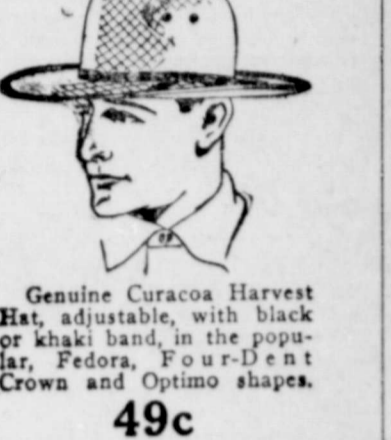 Genuine Curacoa Harvest
Hat, adjustable, with black
or khaki band, in the popu-
lar, Fedora, Four-Dent
Crown and Optimo shapes.
49c